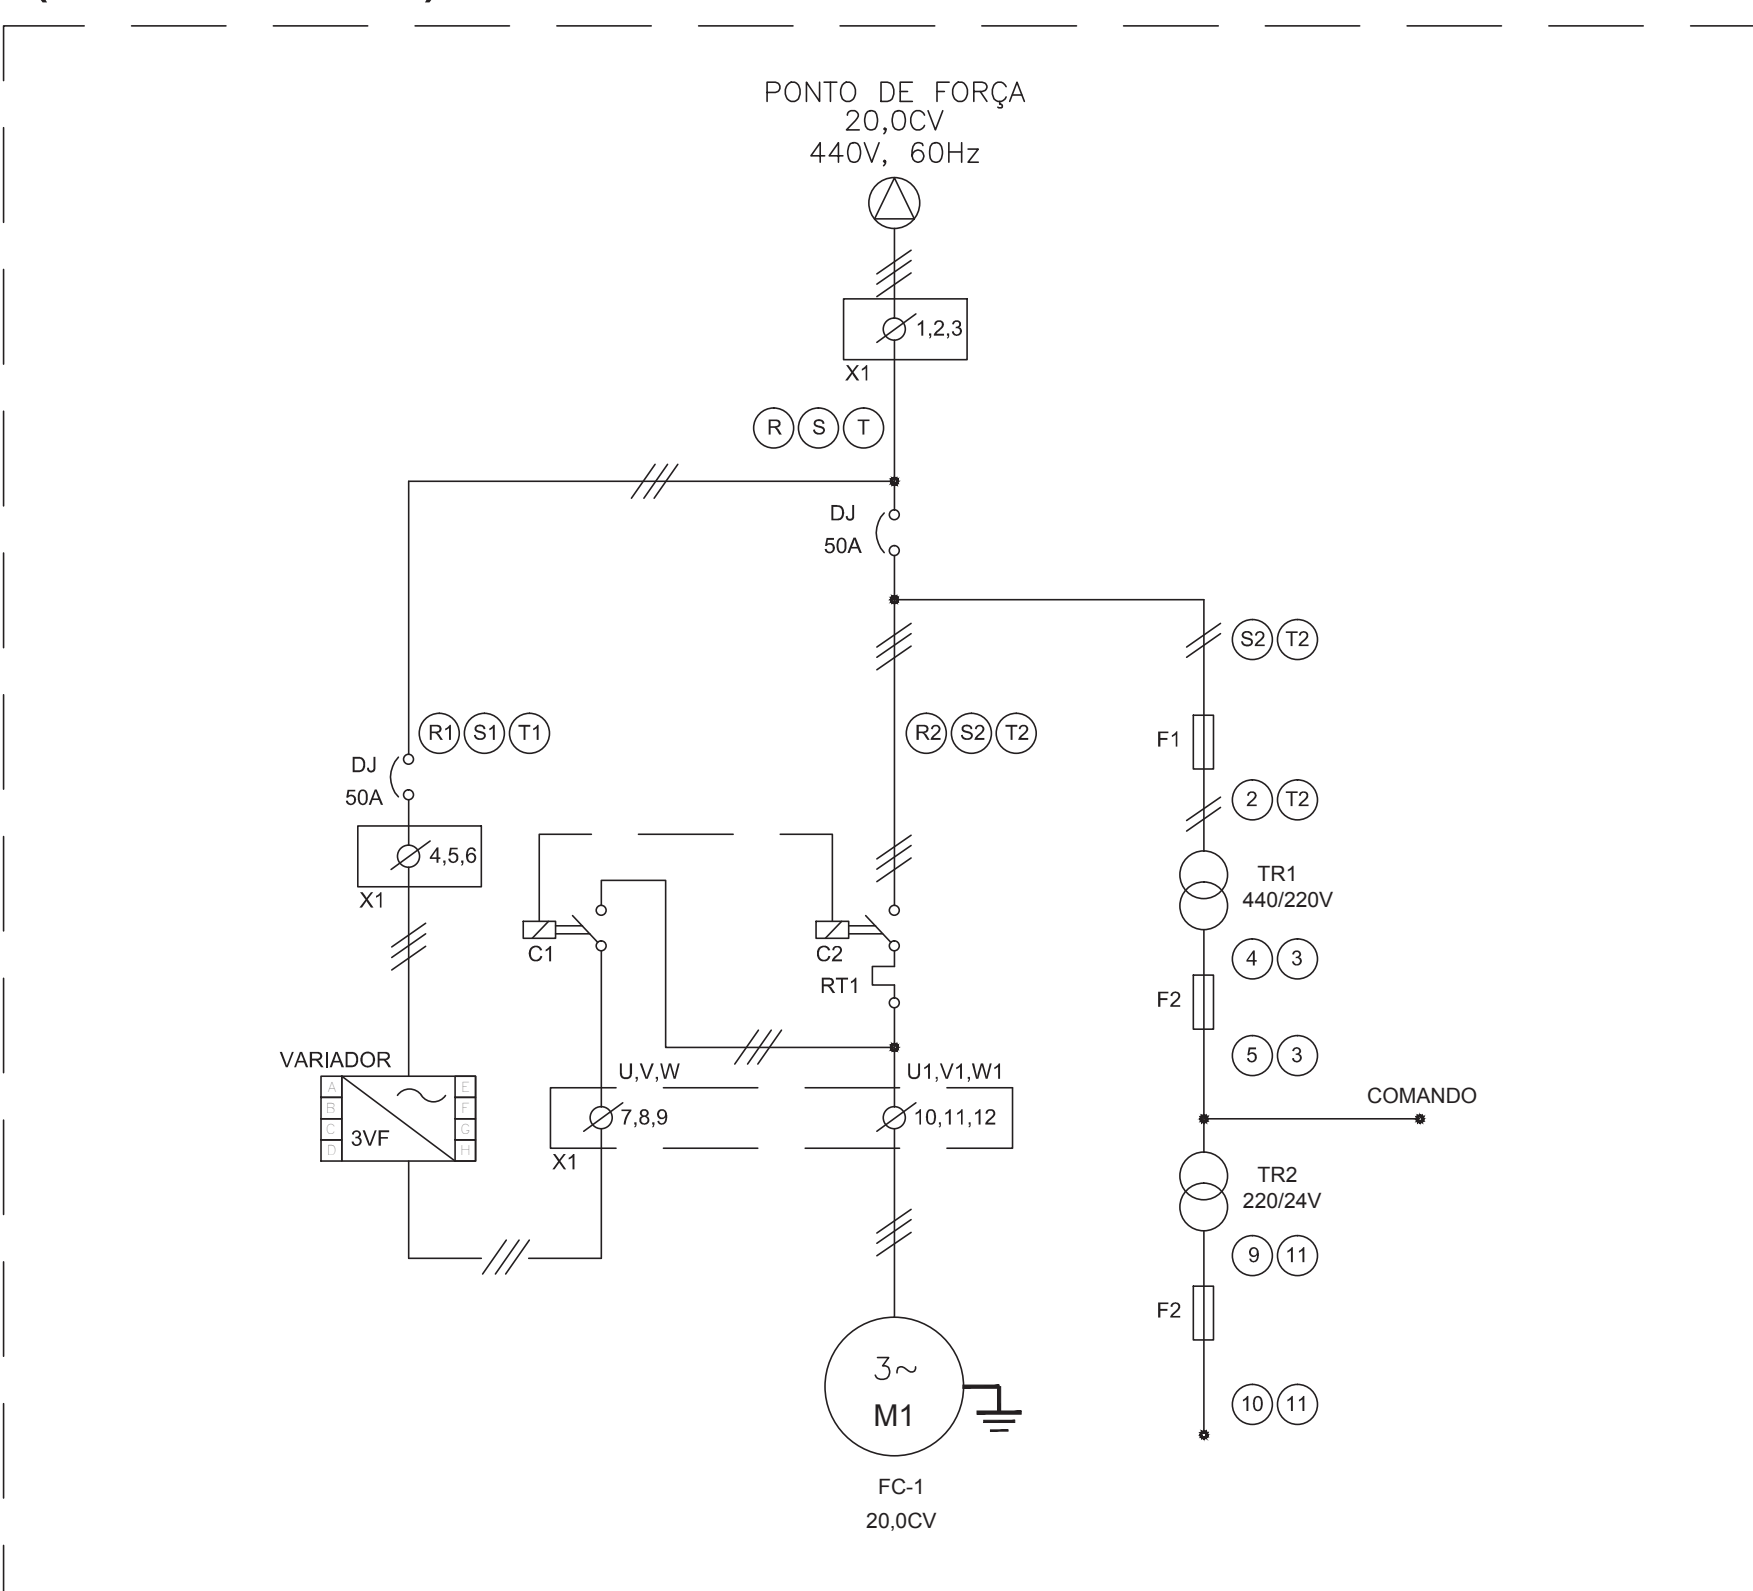 PONTO DE FORÇA
20,0CV
440V, 60Hz
1,2,3
X1
R S T
DJ
50A
S2 T2
R1 S1 T1
R2 S2 T2
F1
DJ
50A
2 T2
4,5,6
X1
TR1
440/220V
C1
C2
RT1
4 3
F2
5 3
VARIADOR
U,V,W
U1,V1,W1
A
B
C
D
3VF
E
F
G
H
7,8,9
10,11,12
X1
COMANDO
TR2
220/24V
9 11
F2
3~
M1
10 11
FC-1
20,0CV